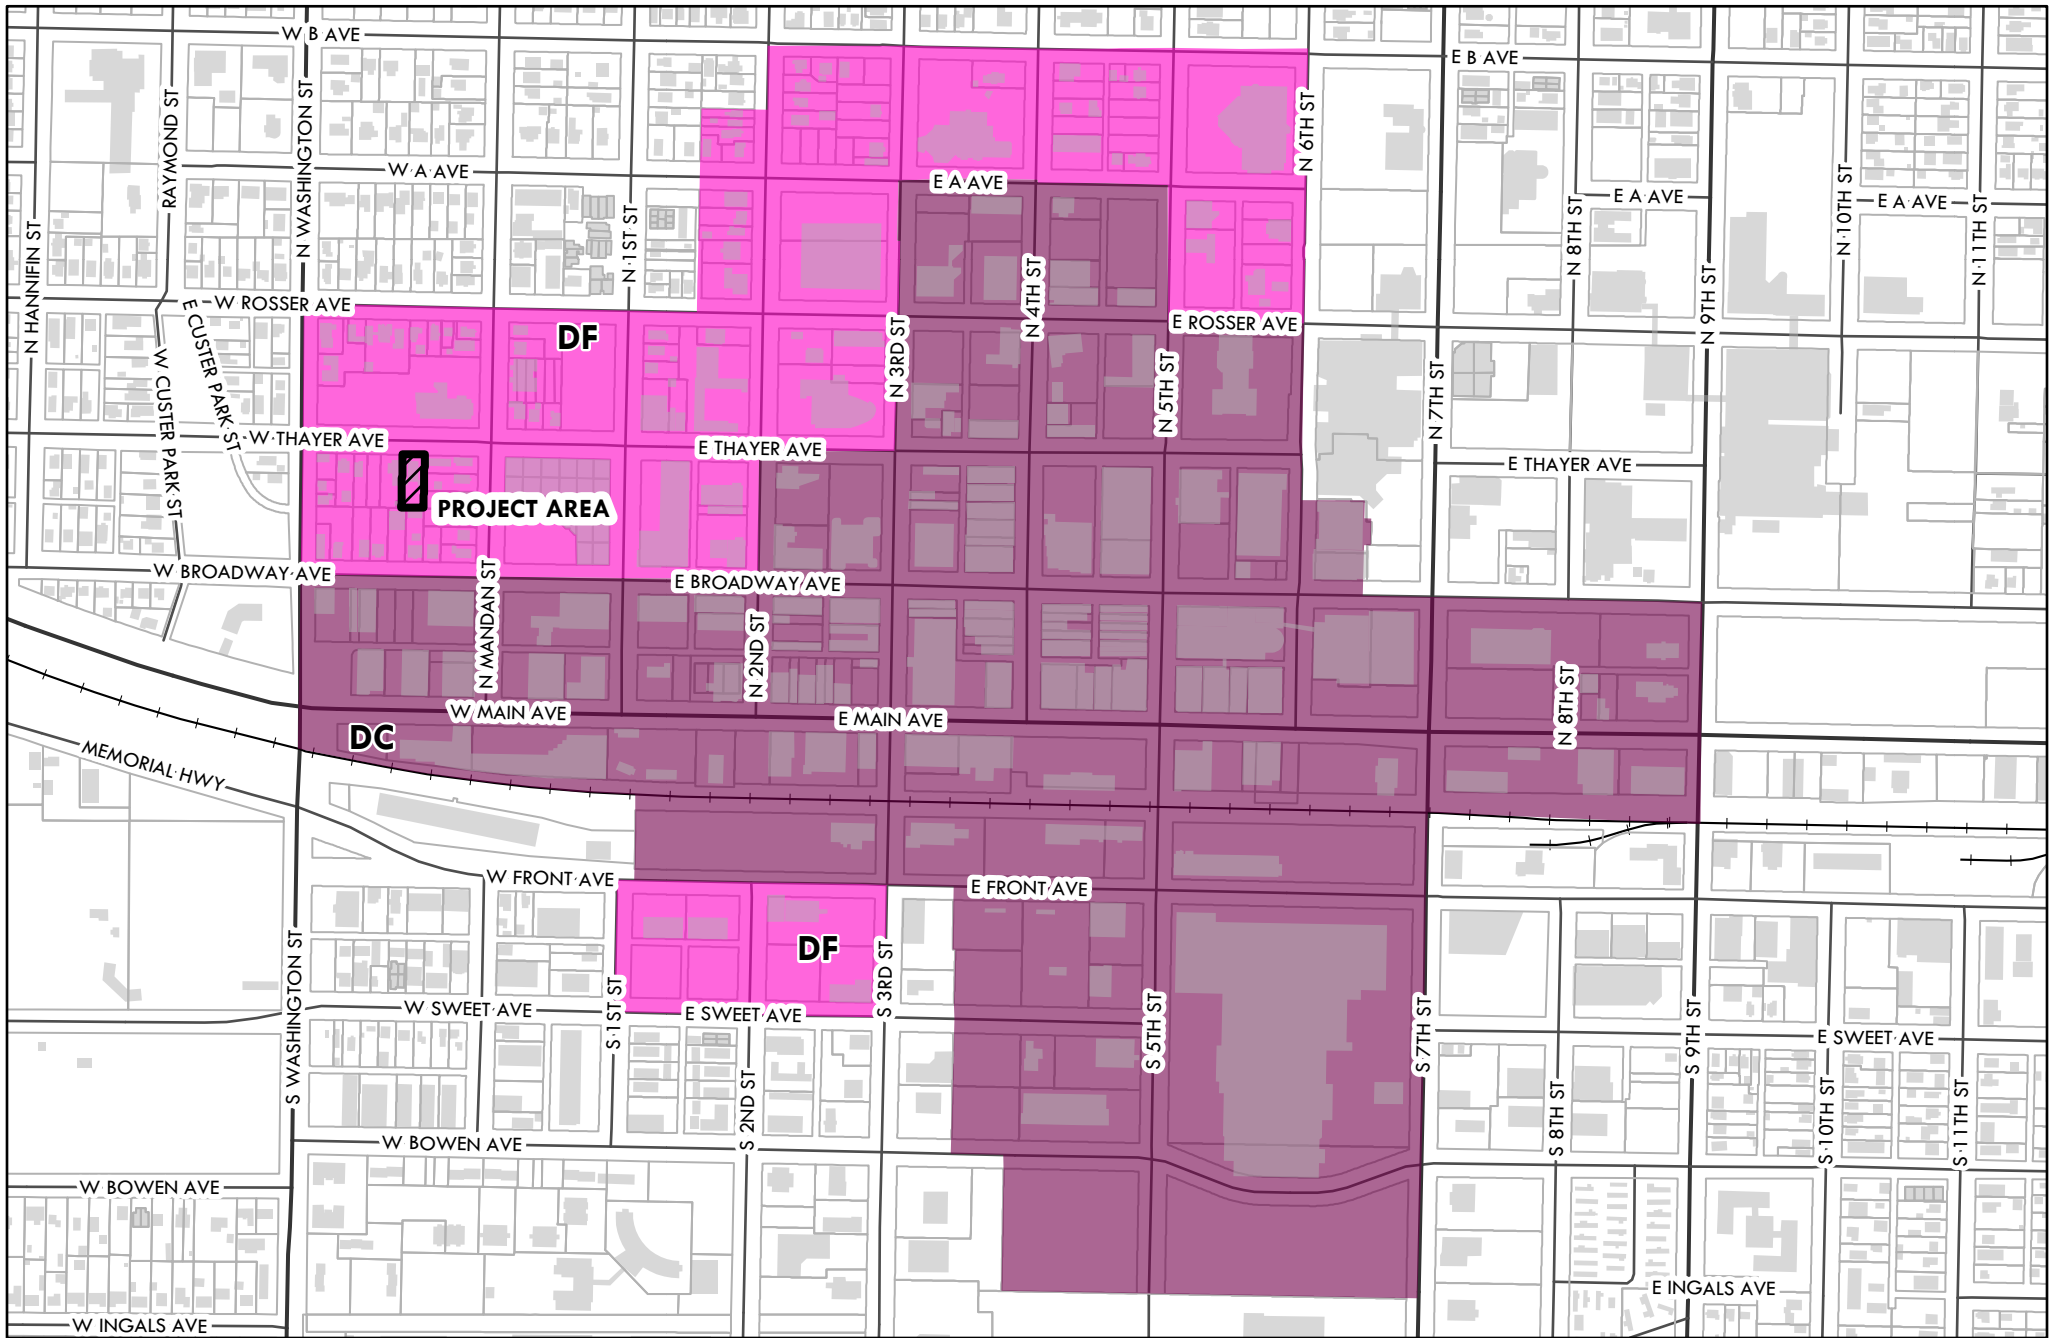 W B AVE
E B AVE
RAYMOND ST
N WASHINGTON ST
N 6TH ST
W A AVE
E A AVE
E A AVE
E A AVE
N HANNIFIN ST
N 1ST ST
N 4TH ST
N 8TH ST
N 10TH ST
N 11TH ST
W ROSSER AVE
E CUSTER PARK ST
W CUSTER PARK ST
DF
N 3RD ST
E ROSSER AVE
N 5TH ST
N 7TH ST
N 9TH ST
W THAYER AVE
E THAYER AVE
E THAYER AVE
PROJECT AREA
W BROADWAY AVE
E BROADWAY AVE
N MANDAN ST
N 2ND ST
N 8TH ST
W MAIN AVE
E MAIN AVE
DC
MEMORIAL HWY
W FRONT AVE
E FRONT AVE
DF
S WASHINGTON ST
S 1ST ST
S 3RD ST
S 5TH ST
S 7TH ST
S 9TH ST
W SWEET AVE
E SWEET AVE
E SWEET AVE
S 2ND ST
S 8TH ST
S 10TH ST
S 11TH ST
W BOWEN AVE
W BOWEN AVE
E INGALS AVE
W INGALS AVE